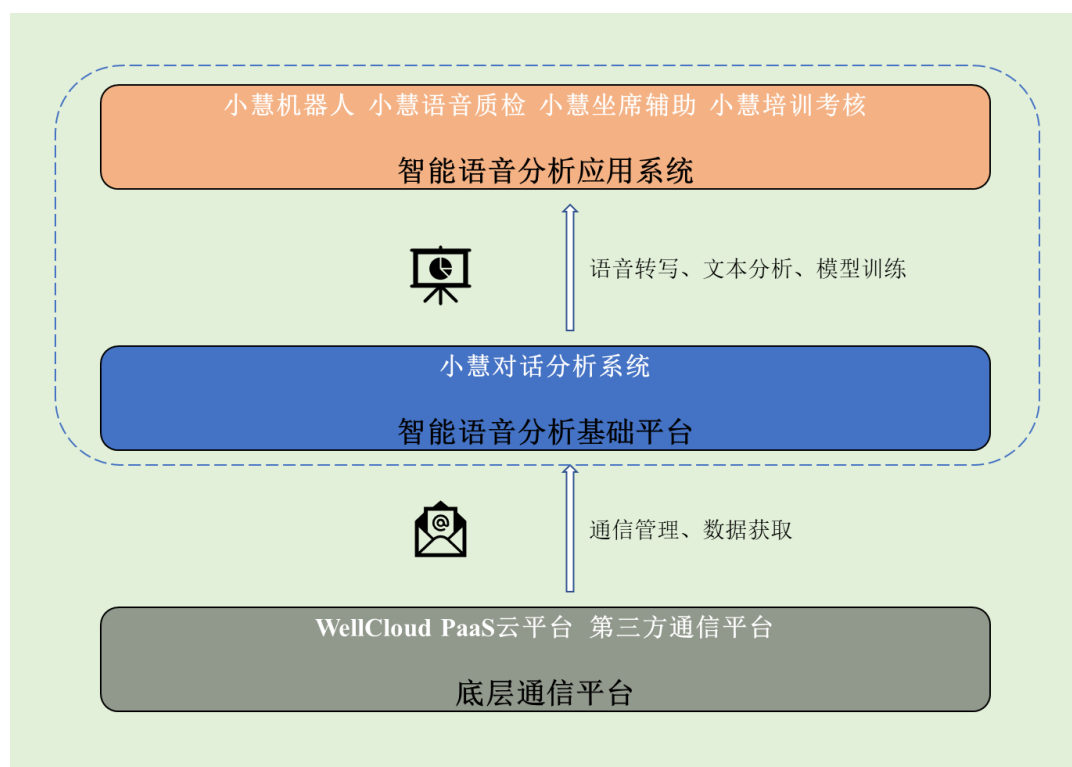 小慧机器人 小慧语音质检 小慧坐席辅助 小慧培训考核
智能语音分析应用系统
语音转写、文本分析、模型训练
小慧对话分析系统
智能语音分析基础平台
@
通信管理、数据获取
WellCloud PaaS云平台 第三方通信平台
底层通信平台